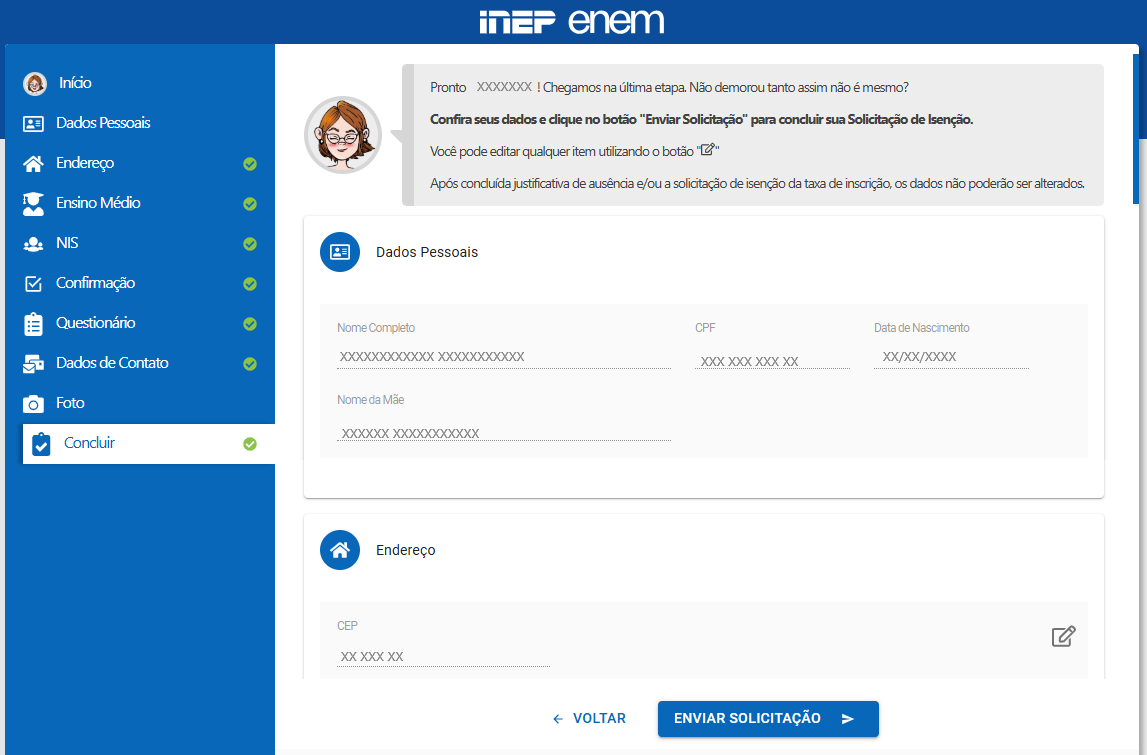 inep enem
Início
Dados Pessoais
Endereço
Ensino Médio
NIS
Confirmação
Questionário
Dados de Contato
Foto
Concluir
Pronto XXXXXXX ! Chegamos na última etapa. Não demorou tanto assim não é mesmo?
Confira seus dados e clique no botão "Enviar Solicitação" para concluir sua Solicitação de Isenção.
Você pode editar qualquer item utilizando o botão ""
Após concluída justificativa de ausência e/ou a solicitação de isenção da taxa de inscrição, os dados não poderão ser alterados.
Dados Pessoais
Nome Completo CPF Data de Nascimento
XXXXXXXXXXXX XXXXXXXXXXX XXX XXX XXX XX XX/XX/XXXX
Nome da Mãe
XXXXXX XXXXXXXXXXX
Endereço
CEP
XX XXX XX
VOLTAR ENVIAR SOLICITAÇÃO